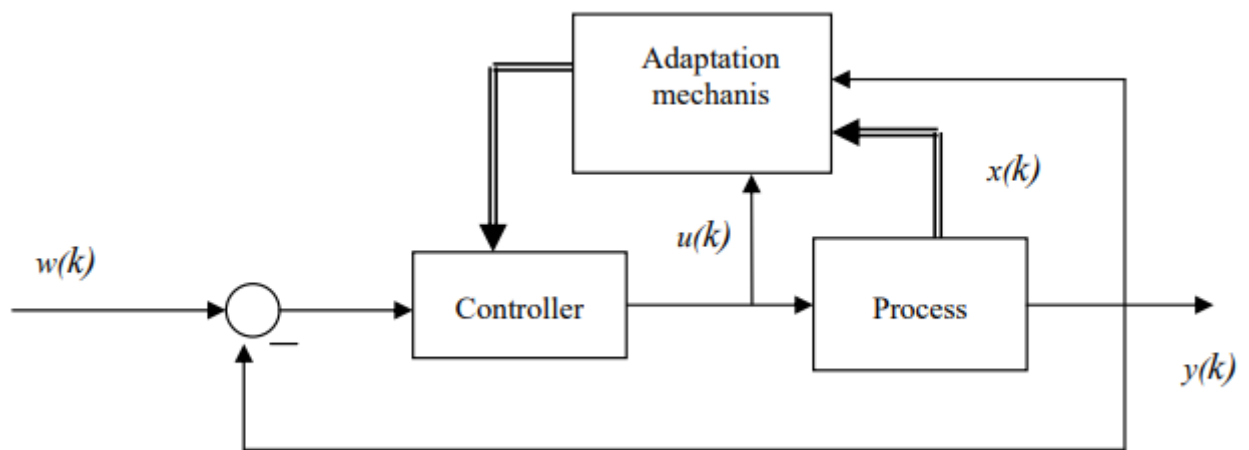 Adaptation
mechanis
x(k)
u(k)
w(k)
Controller
Process
y(k)